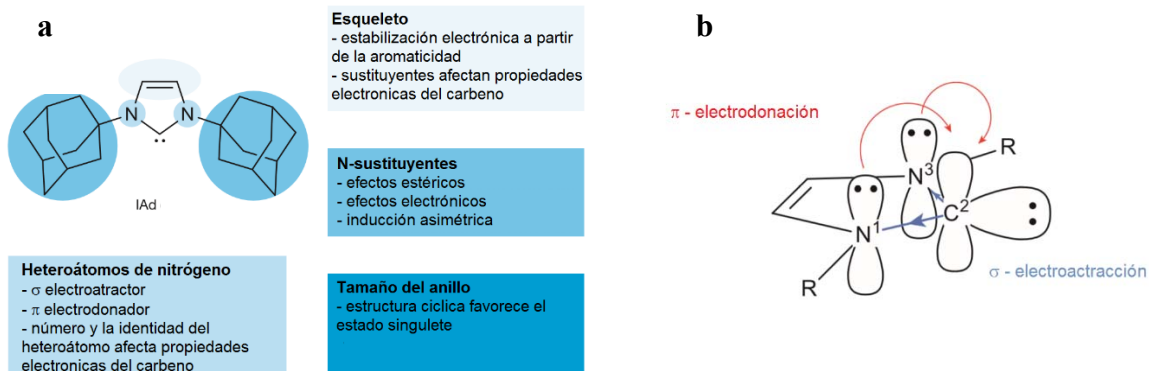 a
IAd
Esqueleto
- estabilización electrónica a partir
de la aromaticidad
- sustituyentes afectan propiedades
electronicas del carbeno
N-sustituyentes
- efectos estéricos
- efectos electrónicos
- inducción asimétrica
Heteroátomos de nitrógeno
- σ electroatractor
- π electrodonador
- número y la identidad del
heteroátomo afecta propiedades
electronicas del carbeno
Tamaño del anillo
- estructura ciclica favorece el
estado singulete
N
N
b
π - electrodonación
R
N³
C²
N¹
R
σ - electroactracción